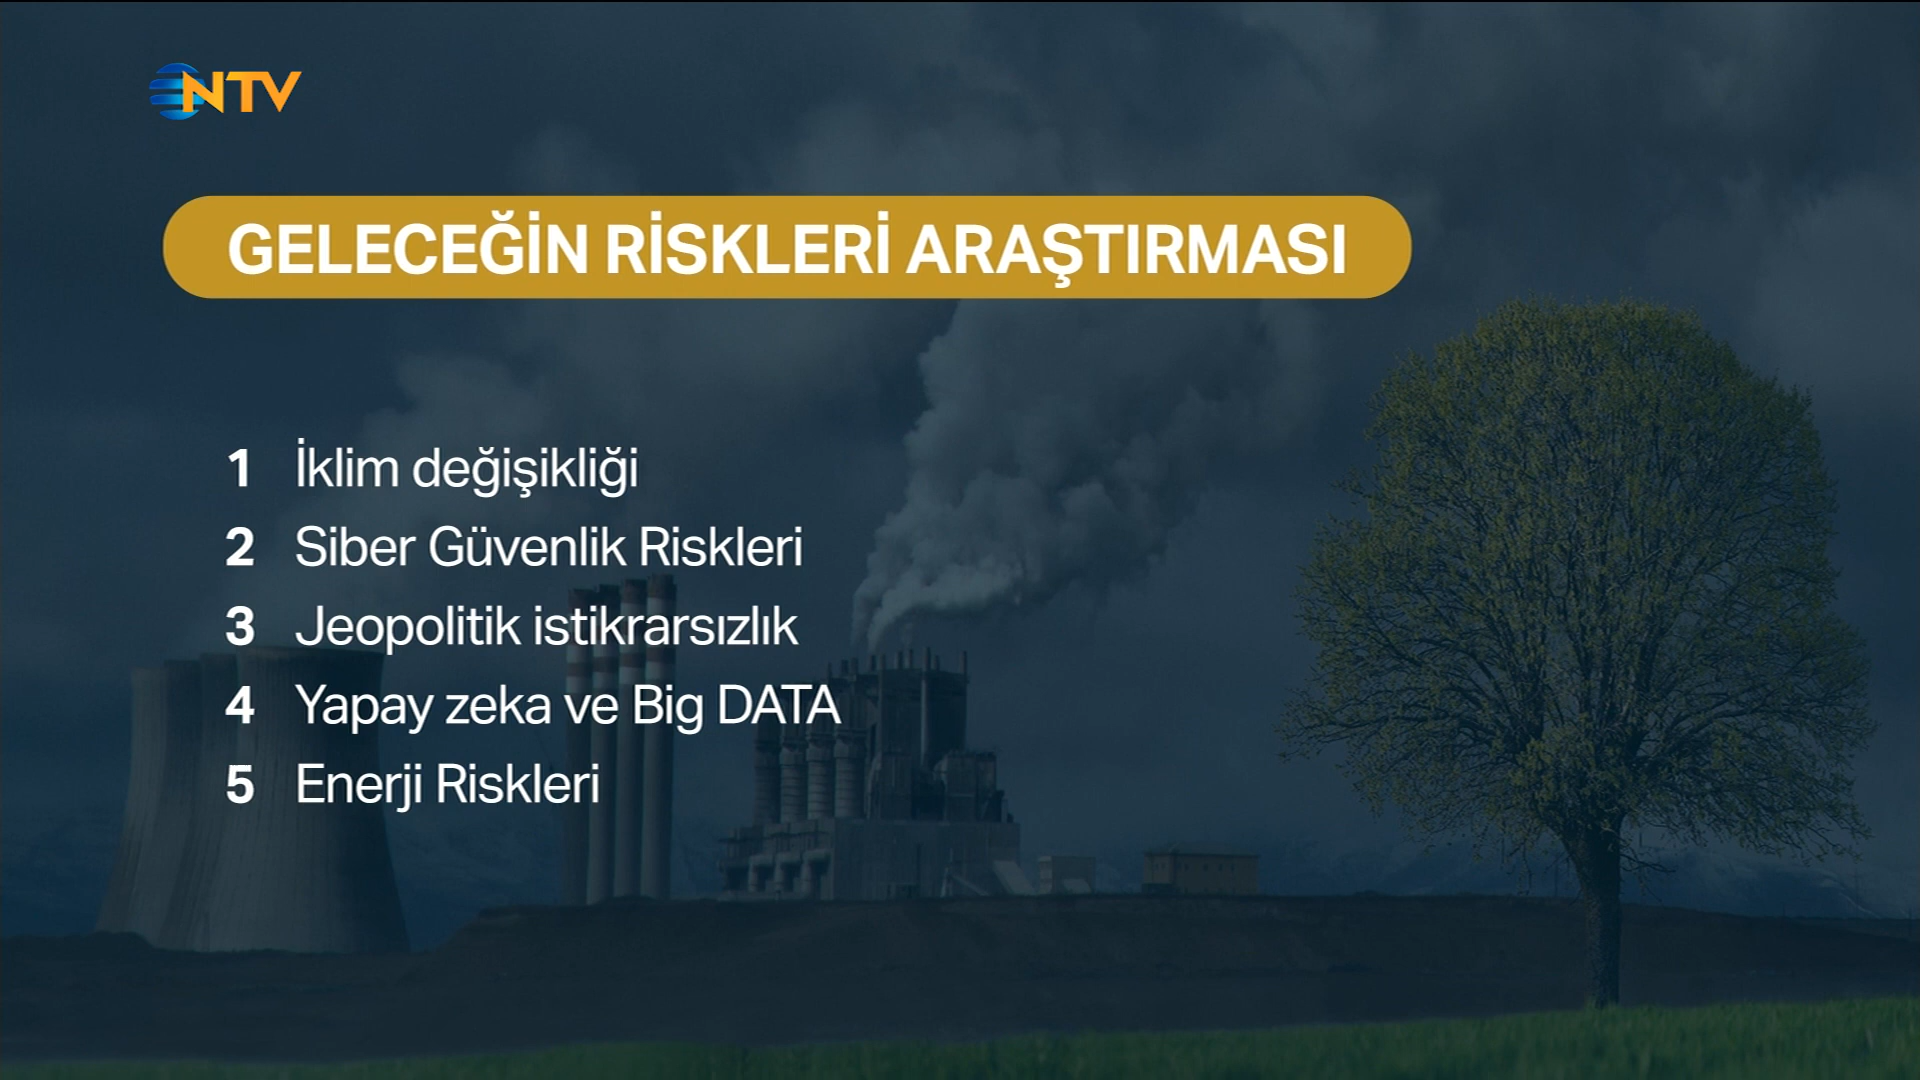 NTV
GELECEĞİN RİSKLERİ ARAŞTIRMASI
1 İklim değişikliği
2 Siber Güvenlik Riskleri
3 Jeopolitik istikrarsızlık
4 Yapay zeka ve Big DATA
5 Enerji Riskleri